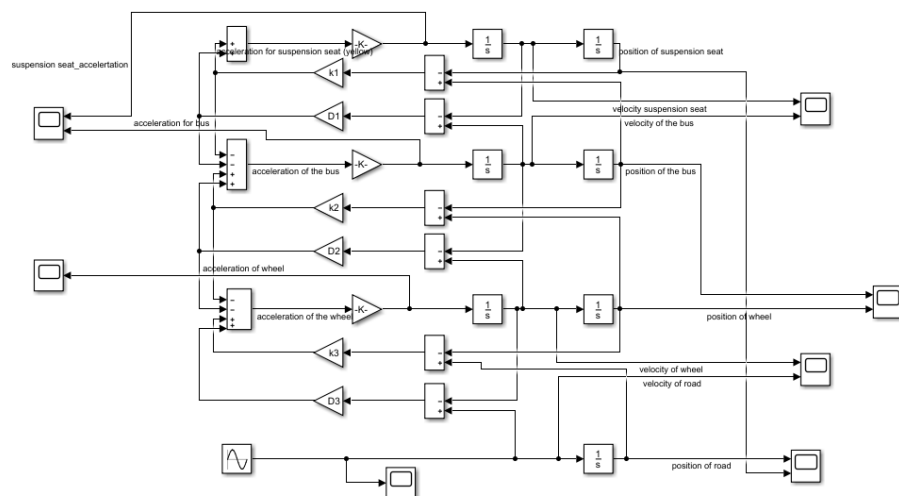 -K-
1
s
1
s
acceleration for suspension seat (yellow)
position of suspension seat
suspension seat_accelertation
k1
velocity suspension seat
D1
acceleration for bus
velocity of the bus
-K-
1
s
1
s
acceleration of the bus
position of the bus
k2
D2
acceleration of wheel
-K-
1
s
1
s
acceleration of the wheel
position of wheel
k3
velocity of wheel
velocity of road
D3
1
s
position of road